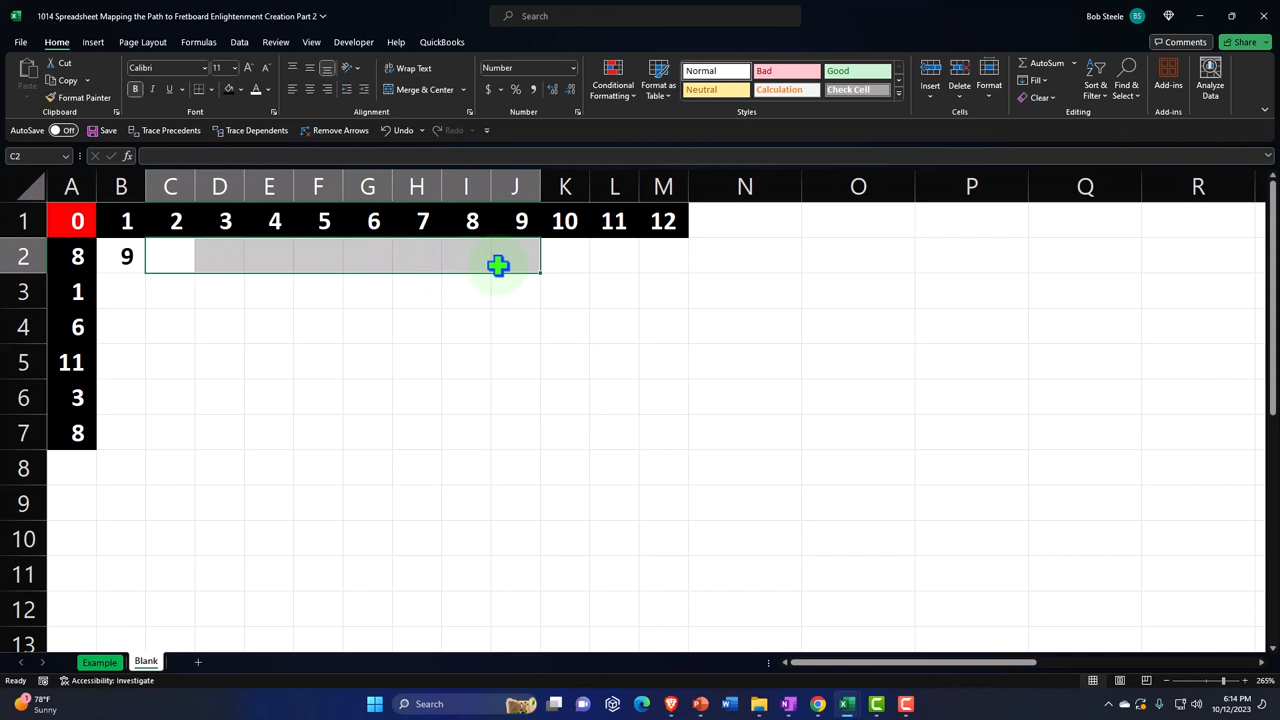 1014 Spreadsheet Mapping the Path to Fretboard Enlightenment Creation Part 2
Search
Bob Steele
BS
File Home Insert Page Layout Formulas Data Review View Developer Help QuickBooks
Comments
Share
Paste
Cut
Copy
Format Painter
Clipboard
Calibri 11
B I U
Font
Wrap Text
Merge & Center
Alignment
Number
$ %
Number
Conditional Formatting
Format as Table
Normal Bad Good
Neutral Calculation Check Cell
Styles
Insert Delete Format
Cells
AutoSum
Fill
Clear
Sort & Filter
Find & Select
Editing
Add-ins
Add-ins
Analyze Data
AutoSave Off Save Trace Precedents Trace Dependents Remove Arrows Undo Redo
C2 fx
A B C D E F G H I J K L M N O P Q R
1 0 1 2 3 4 5 6 7 8 9 10 11 12
2 8 9
3 1
4 6
5 11
6 3
7 8
8
9
10
11
12
13
Example Blank
Ready Accessibility: Investigate 265%
78°F
Sunny
Search
6:14 PM
10/12/2023